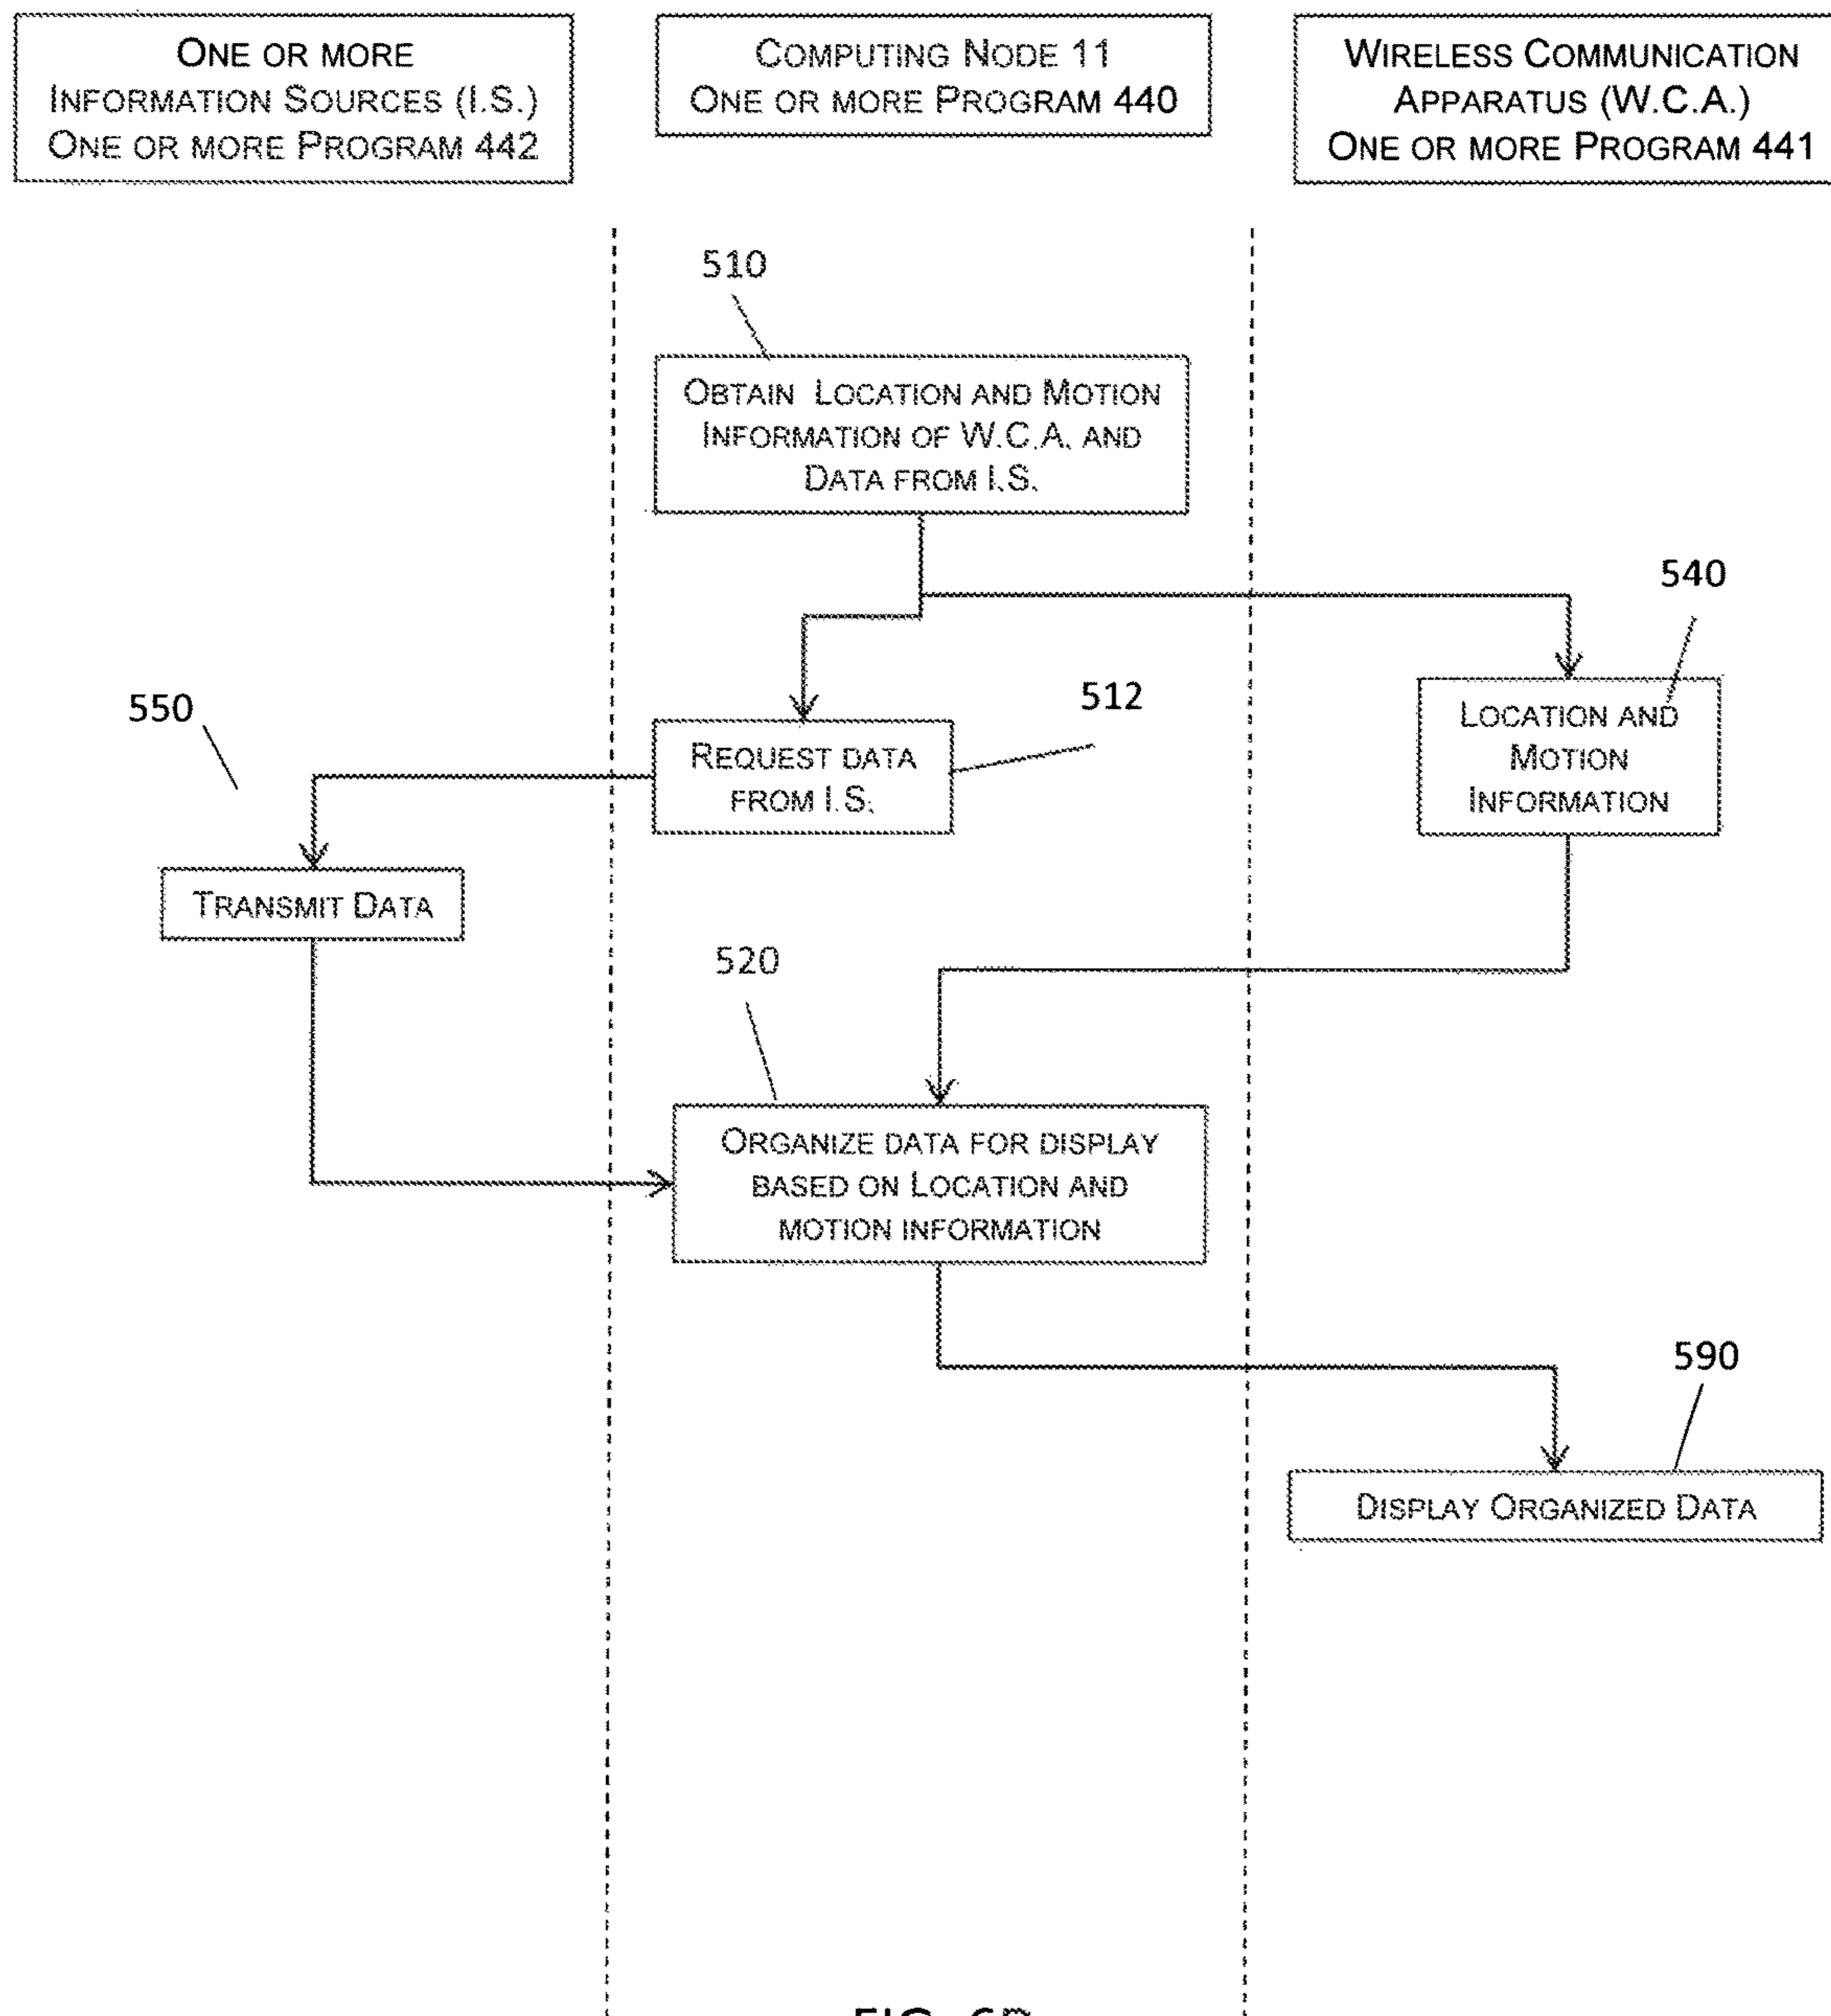 ONE OR MORE
INFORMATION SOURCES (I.S.)
ONE OR MORE PROGRAM 442
COMPUTING NODE 11
ONE OR MORE PROGRAM 440
WIRELESS COMMUNICATION
APPARATUS (W.C.A.)
ONE OR MORE PROGRAM 441
510
OBTAIN LOCATION AND MOTION
INFORMATION OF W.C.A. AND
DATA FROM I.S.
540
LOCATION AND
MOTION
INFORMATION
512
REQUEST DATA
FROM I.S.
550
TRANSMIT DATA
520
ORGANIZE DATA FOR DISPLAY
BASED ON LOCATION AND
MOTION INFORMATION
590
DISPLAY ORGANIZED DATA
FIG.